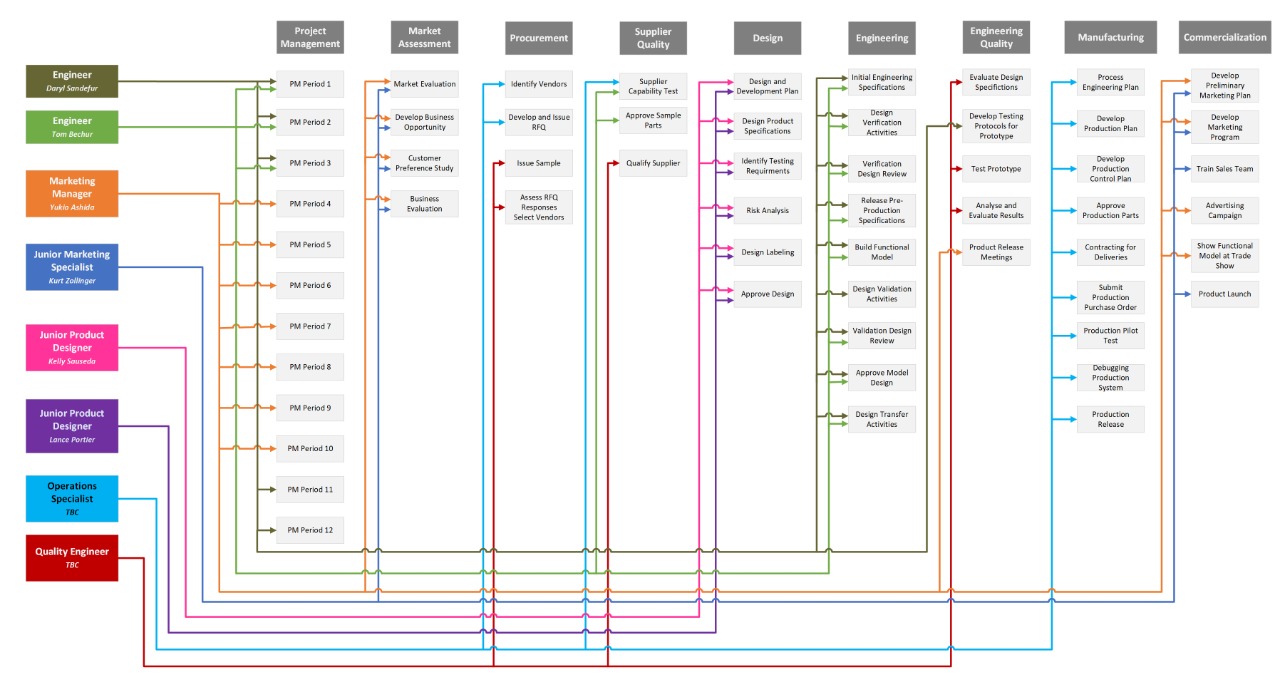 Project
Management
Market
Assessment
Procurement
Supplier
Quality
Design
Engineering
Engineering
Quality
Manufacturing
Commercialization
Engineer
Daryl Sandefur
Engineer
Tom Bechur
Marketing
Manager
Yukio Ashida
Junior Marketing
Specialist
Kurt Zollinger
Junior Product
Designer
Kelly Sauseda
Junior Product
Designer
Lance Portier
Operations
Specialist
TBC
Quality Engineer
TBC
PM Period 1
PM Period 2
PM Period 3
PM Period 4
PM Period 5
PM Period 6
PM Period 7
PM Period 8
PM Period 9
PM Period 10
PM Period 11
PM Period 12
Market Evaluation
Develop Business
Opportunity
Customer
Preference Study
Business
Evaluation
Identify Vendors
Develop and Issue
RFQ
Issue Sample
Assess RFQ
Responses
Select Vendors
Supplier
Capability Test
Approve Sample
Parts
Qualify Supplier
Design and
Development Plan
Design Product
Specifications
Identify Testing
Requirments
Risk Analysis
Design Labeling
Approve Design
Initial Engineering
Specifications
Design
Verification
Activities
Verification
Design Review
Release Pre-
Production
Specifications
Build Functional
Model
Design Validation
Activities
Validation Design
Review
Approve Model
Design
Design Transfer
Activities
Evaluate Design
Specifictions
Develop Testing
Protocols for
Prototype
Test Prototype
Analyse and
Evaluate Results
Product Release
Meetings
Process
Engineering Plan
Develop
Production Plan
Develop
Production
Control Plan
Approve
Production Parts
Contracting for
Deliveries
Submit
Production
Purchase Order
Production Pilot
Test
Debugging
Production
System
Production
Release
Develop
Preliminary
Marketing Plan
Develop
Marketing
Program
Train Sales Team
Advertising
Campaign
Show Functional
Model at Trade
Show
Product Launch